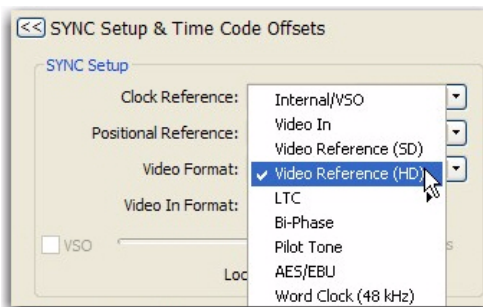 << SYNC Setup & Time Code Offsets
SYNC Setup
Clock Reference:
Positional Reference:
Video Format:
Video In Format:
VSO
s
Loc
Internal/VSO
Video In
Video Reference (SD)
Video Reference (HD)
LTC
Bi-Phase
Pilot Tone
AES/EBU
Word Clock (48 kHz)